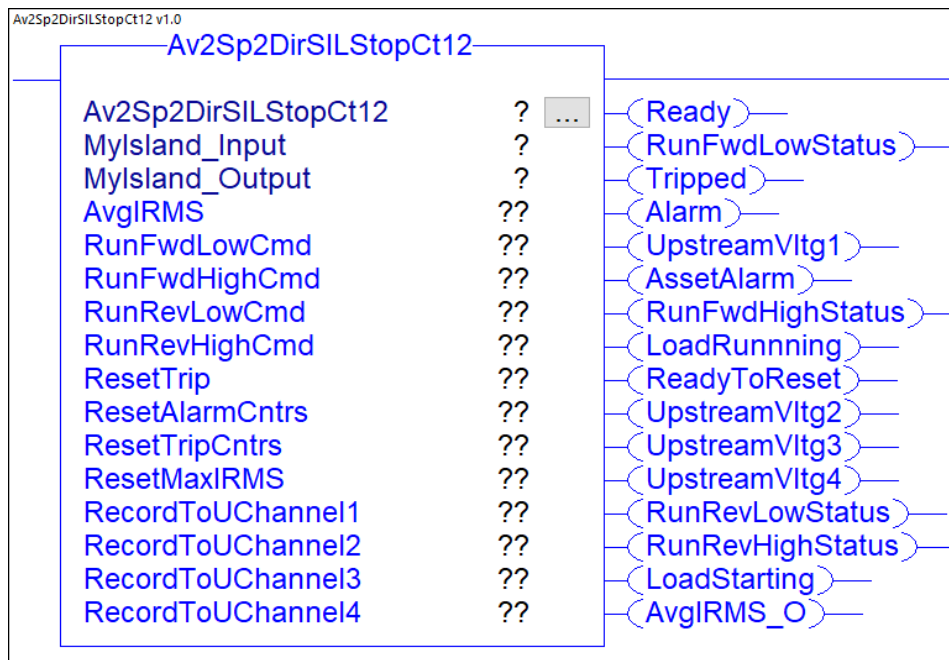 Av2Sp2DirSILStopCt12 v1.0
Av2Sp2DirSILStopCt12
Av2Sp2DirSILStopCt12 ? ... Ready
MyIsland_Input ? RunFwdLowStatus
MyIsland_Output ? Tripped
AvgIRMS ?? Alarm
RunFwdLowCmd ?? UpstreamVltg1
RunFwdHighCmd ?? AssetAlarm
RunRevLowCmd ?? RunFwdHighStatus
RunRevHighCmd ?? LoadRunnning
ResetTrip ?? ReadyToReset
ResetAlarmCntrs ?? UpstreamVltg2
ResetTripCntrs ?? UpstreamVltg3
ResetMaxIRMS ?? UpstreamVltg4
RecordToUChannel1 ?? RunRevLowStatus
RecordToUChannel2 ?? RunRevHighStatus
RecordToUChannel3 ?? LoadStarting
RecordToUChannel4 ?? AvgIRMS_O